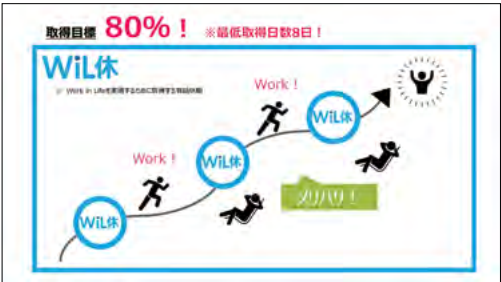 取得目標 80%！ ※最低取得日数8日！
WiL休
※ Work in Lifeを実現するために取得する有給休暇
Work！
WiL休
Work！
WiL休
メリハリ！
WiL休